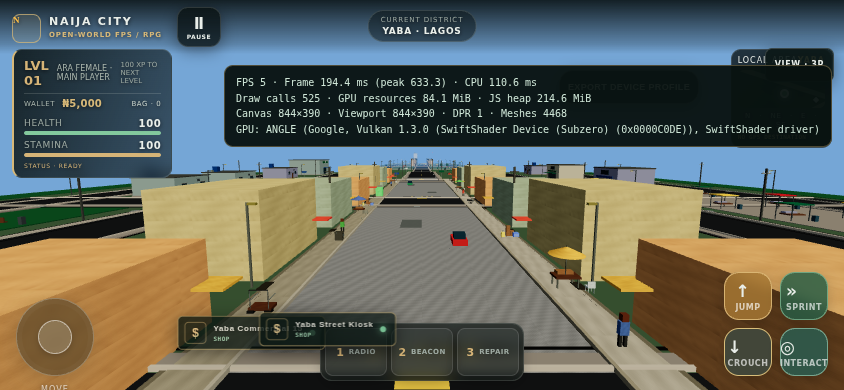 N
NAIJA CITY
OPEN-WORLD FPS / RPG
PAUSE
CURRENT DISTRICT
YABA · LAGOS
LVL 01
ARA FEMALE · MAIN PLAYER
100 XP TO NEXT LEVEL
WALLET ₦5,000 BAG · 0
HEALTH 100
STAMINA 100
STATUS · READY
LOCAL
VIEW · 3P
FPS 5 · Frame 194.4 ms (peak 633.3) · CPU 110.6 ms
EXPORT DEVICE PROFILE
Draw calls 525 · GPU resources 84.1 MiB · JS heap 214.6 MiB
Canvas 844×390 · Viewport 844×390 · DPR 1 · Meshes 4468
GPU: ANGLE (Google, Vulkan 1.3.0 (SwiftShader Device (Subzero) (0x0000C0DE)), SwiftShader driver)
↑ JUMP
» SPRINT
↓ CROUCH
◎ INTERACT
$ Yaba
SHOP
$ Yaba Street Kiosk
SHOP
1 RADIO
2 BEACON
3 REPAIR
MOVE